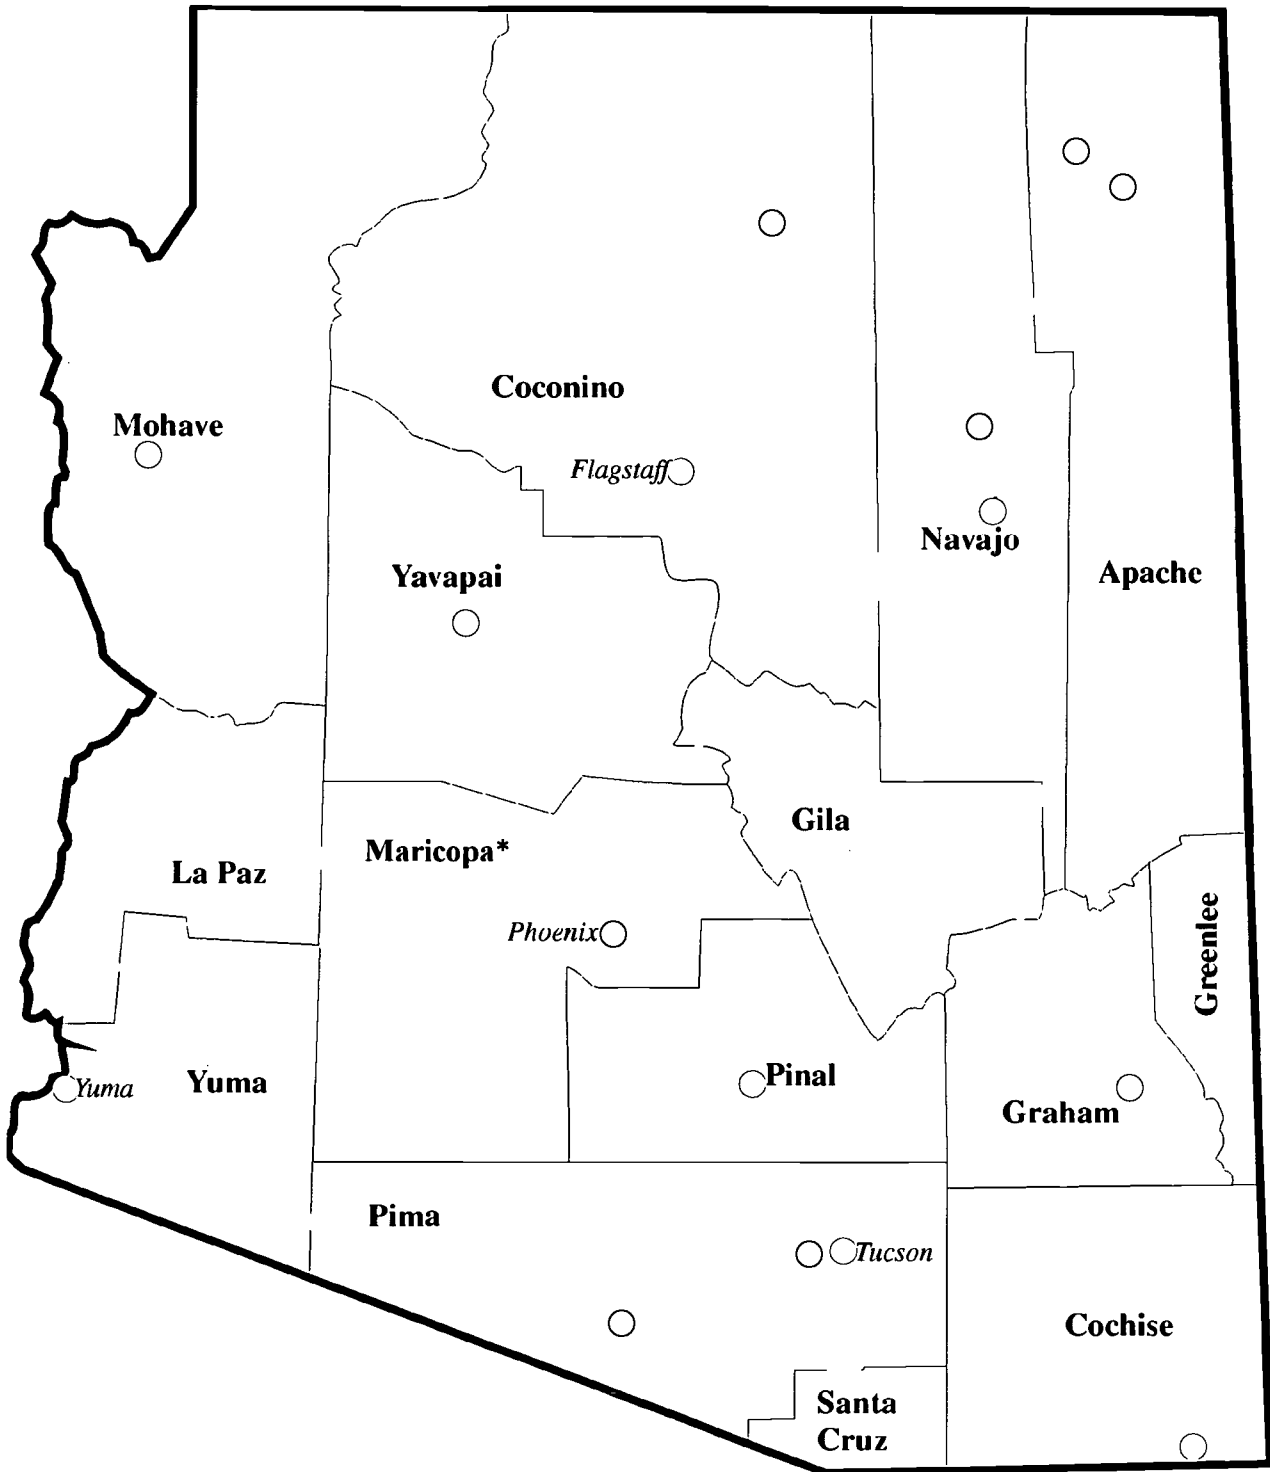 Coconino
Mohave
Flagstaff
Navajo
Yavapai
Apache
Gila
Maricopa*
La Paz
Phoenix
Greenlee
Pinal
Yuma
Yuma
Graham
Pima
Tucson
Cochise
Santa
Cruz